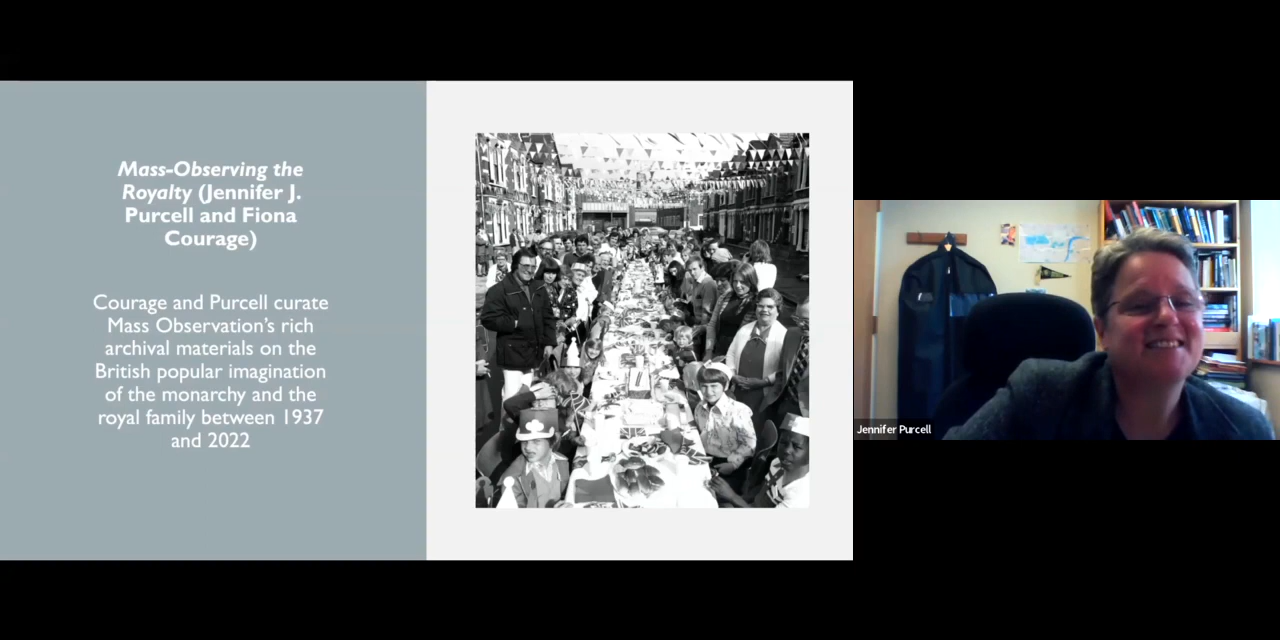 Mass-Observing the
Royalty (Jennifer J.
Purcell and Fiona
Courage)
Courage and Purcell curate
Mass Observation's rich
archival materials on the
British popular imagination
of the monarchy and the
royal family between 1937
and 2022
Jennifer Purcell